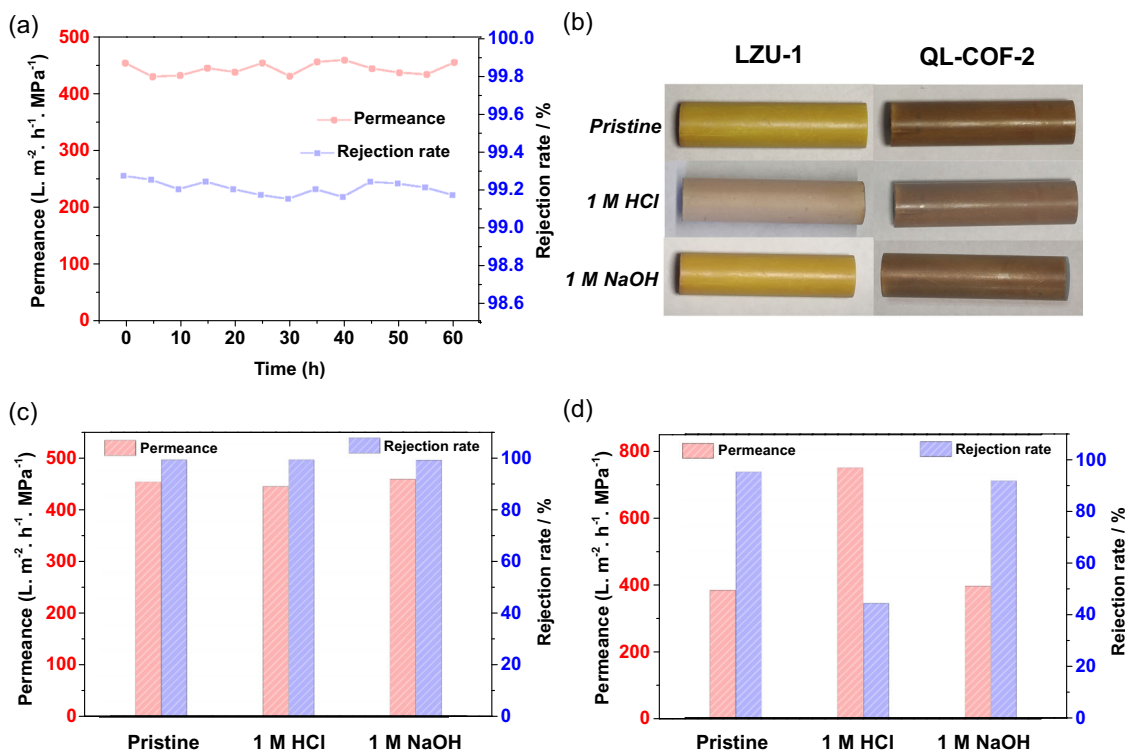 (a)
500
400
300
200
100
0
Permeance (L. m⁻². h⁻¹. MPa⁻¹)
100.0
99.8
99.6
99.4
99.2
99.0
98.8
98.6
Rejection rate / %
Permeance
Rejection rate
0 10 20 30 40 50 60
Time (h)
(b)
LZU-1 QL-COF-2
Pristine
1 M HCl
1 M NaOH
(c)
Permeance Rejection rate
500
400
300
200
100
0
Permeance (L. m⁻². h⁻¹. MPa⁻¹)
100
80
60
40
20
0
Rejection rate / %
Pristine 1 M HCl 1 M NaOH
(d)
Permeance Rejection rate
800
600
400
200
0
Permeance (L. m⁻². h⁻¹. MPa⁻¹)
100
80
60
40
20
0
Rejection rate / %
Pristine 1 M HCl 1 M NaOH